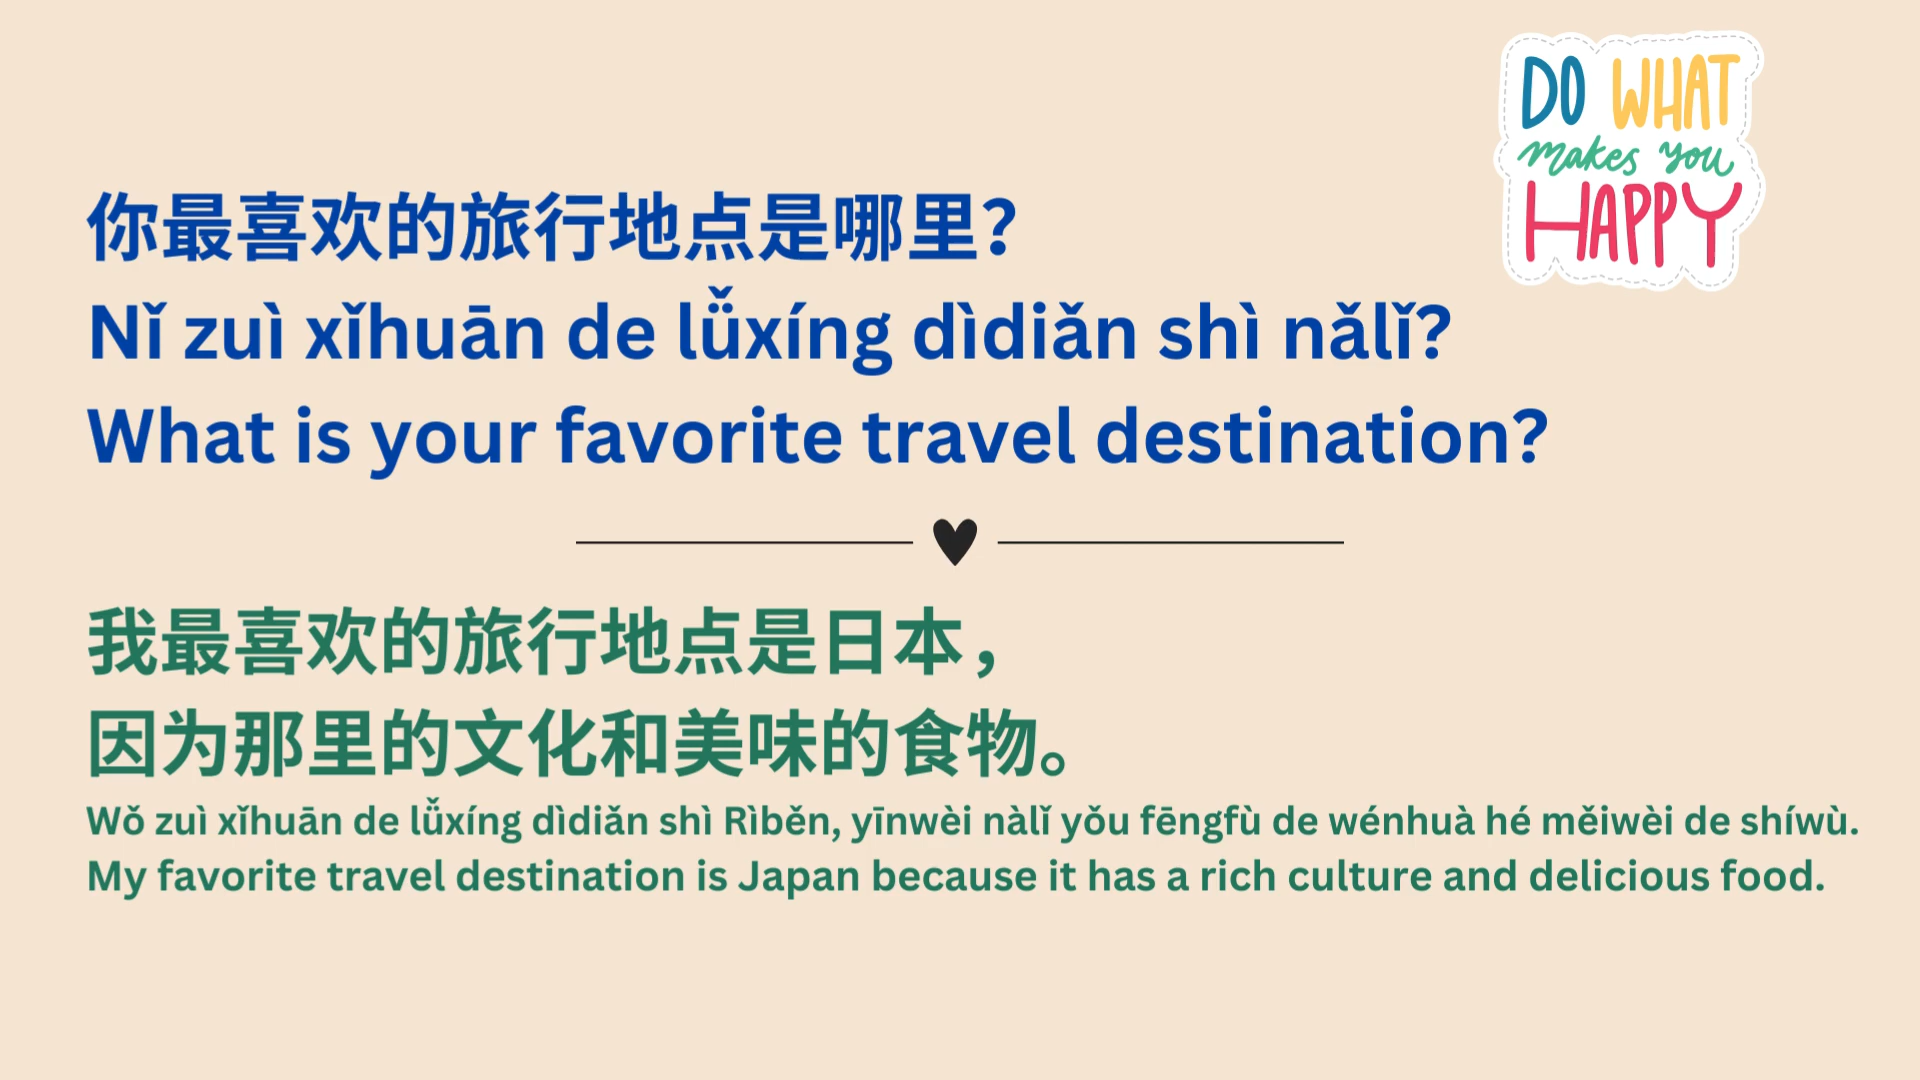 DO WHAT
makes you
HAPPY
你最喜欢的旅行地点是哪里？
Nǐ zuì xǐhuān de lǚxíng dìdiǎn shì nǎlǐ?
What is your favorite travel destination?
我最喜欢的旅行地点是日本，
因为那里的文化和美味的食物。
Wǒ zuì xǐhuān de lǚxíng dìdiǎn shì Rìběn, yīnwèi nàlǐ yǒu fēngfù de wénhuà hé měiwèi de shíwù.
My favorite travel destination is Japan because it has a rich culture and delicious food.